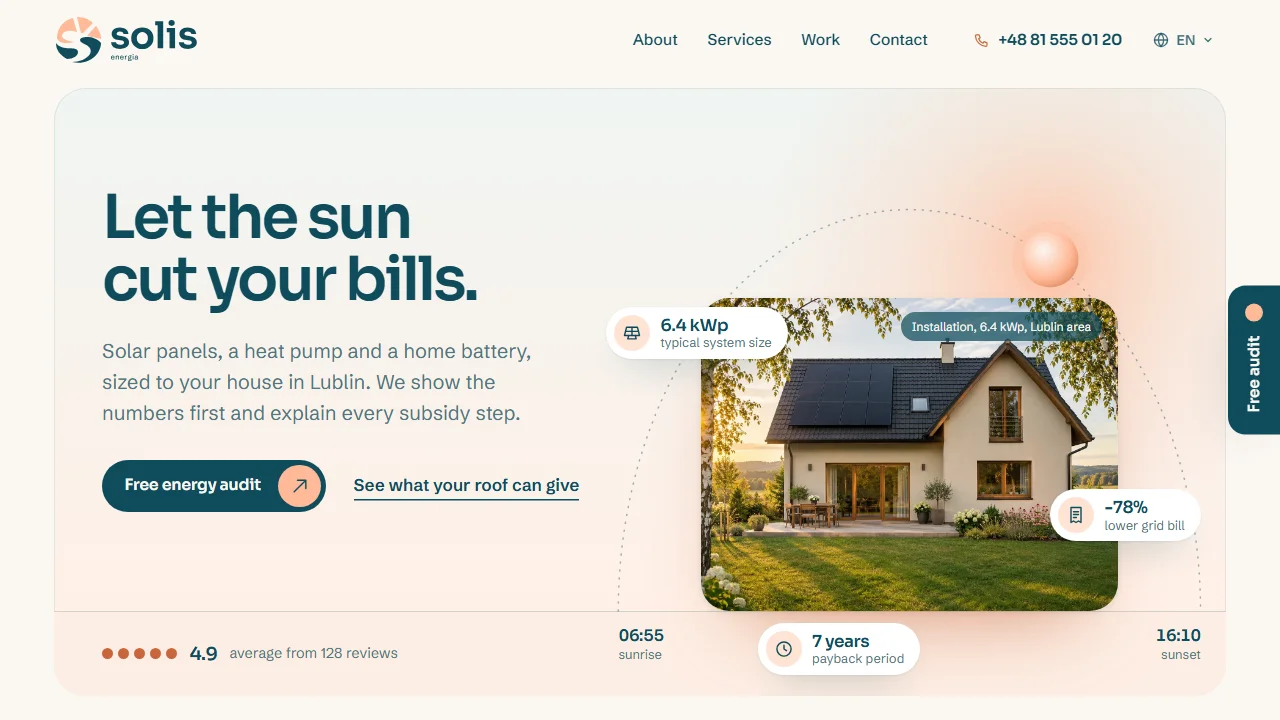 solis
energia
About
Services
Work
Contact
+48 81 555 01 20
EN
Let the sun
cut your bills.
Solar panels, a heat pump and a home battery,
sized to your house in Lublin. We show the
numbers first and explain every subsidy step.
Free energy audit
See what your roof can give
4.9 average from 128 reviews
6.4 kWp
typical system size
Installation, 6.4 kWp, Lublin area
-78%
lower grid bill
06:55
sunrise
7 years
payback period
16:10
sunset
Free audit